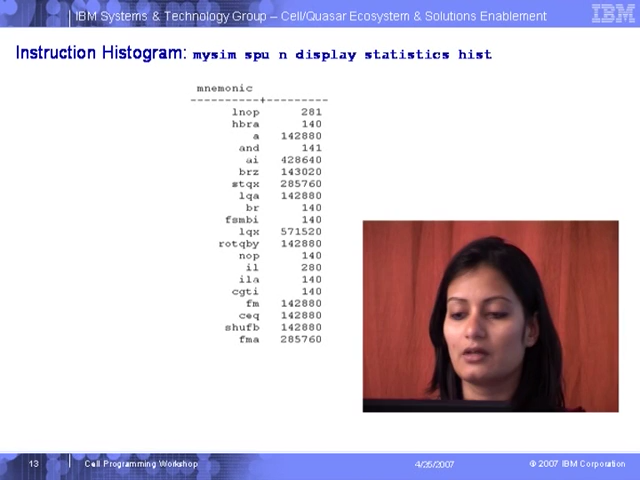 IBM Systems & Technology Group – Cell/Quasar Ecosystem & Solutions Enablement
IBM
Instruction Histogram: mysim spu n display statistics hist
mnemonic
----------+---------
lnop 281
hbra 140
a 142880
and 141
ai 428640
brz 143020
stqx 285760
lqa 142880
br 140
fsmbi 140
lqx 571520
rotqby 142880
nop 140
il 280
ila 140
cgti 140
fm 142880
ceq 142880
shufb 142880
fma 285760
13 Cell Programming Workshop 4/26/2007 © 2007 IBM Corporation